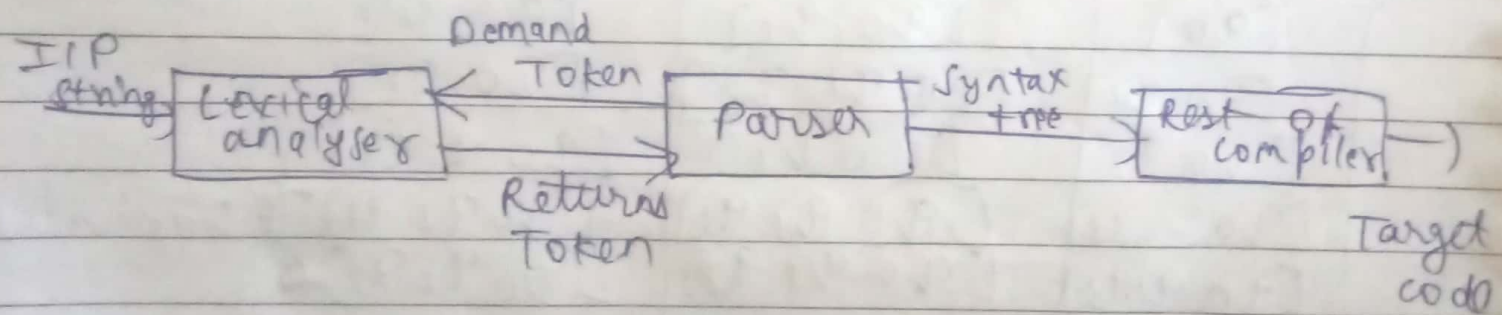 I/P
string
Lexical
analyser
Demand
Token
Returns
Token
Parser
Syntax
tree
Rest of
compiler
Target
code